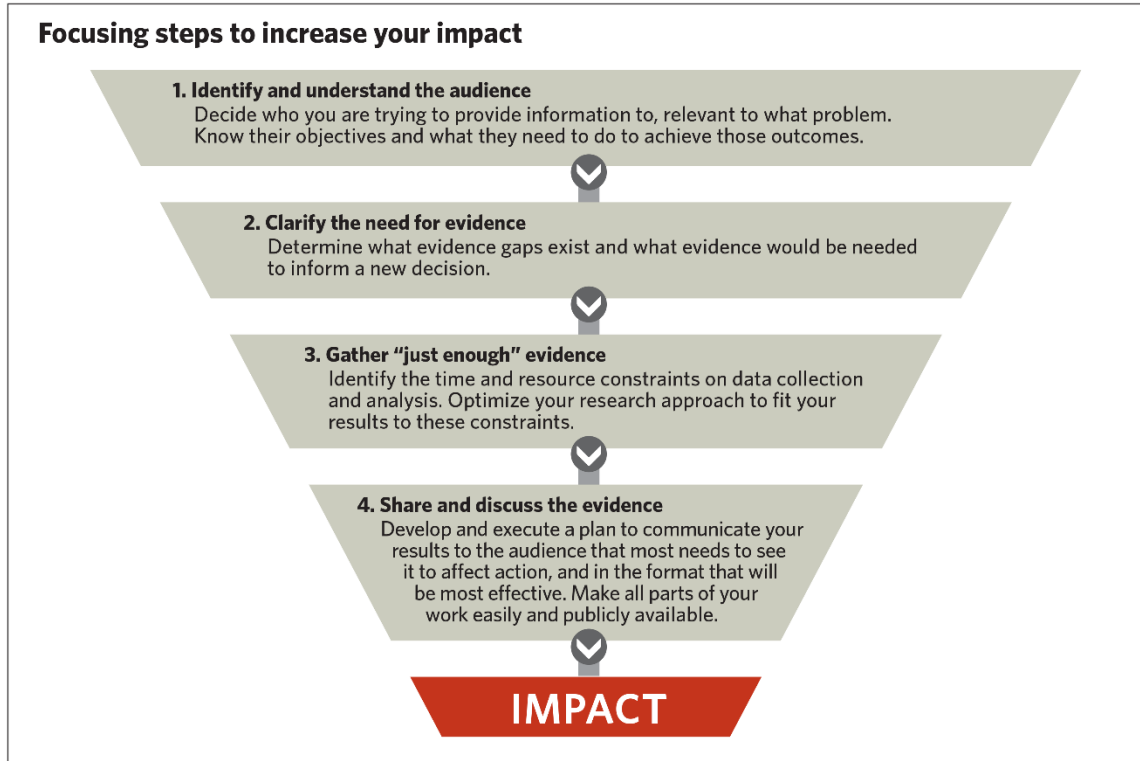 Focusing steps to increase your impact
1. Identify and understand the audience
Decide who you are trying to provide information to, relevant to what problem.
Know their objectives and what they need to do to achieve those outcomes.
2. Clarify the need for evidence
Determine what evidence gaps exist and what evidence would be needed
to inform a new decision.
3. Gather “just enough” evidence
Identify the time and resource constraints on data collection
and analysis. Optimize your research approach to fit your
results to these constraints.
4. Share and discuss the evidence
Develop and execute a plan to communicate your
results to the audience that most needs to see
it to affect action, and in the format that will
be most effective. Make all parts of your
work easily and publicly available.
IMPACT